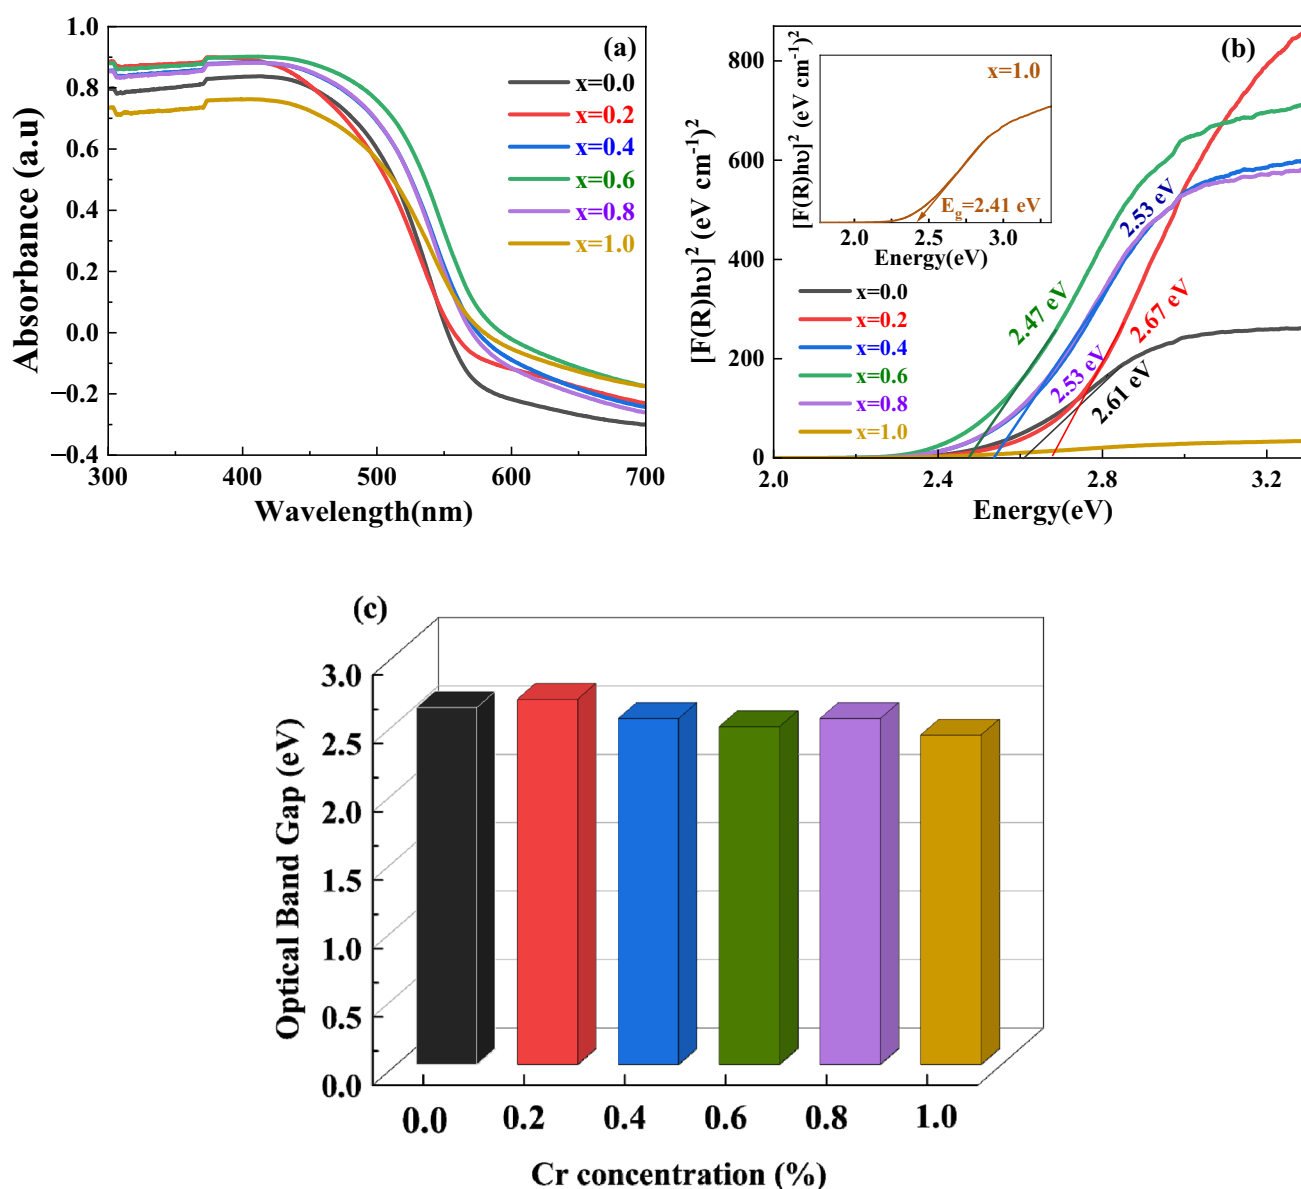 (a)
1.0
0.8
0.6
0.4
0.2
0.0
−0.2
−0.4
300
400
500
600
700
Absorbance (a.u)
Wavelength(nm)
x=0.0
x=0.2
x=0.4
x=0.6
x=0.8
x=1.0
(b)
800
600
400
200
0
2.0
2.4
2.8
3.2
[F(R)hυ]² (eV cm⁻¹)²
Energy(eV)
x=1.0
E₉=2.41 eV
2.0
2.5
3.0
[F(R)hυ]² (eV cm⁻¹)²
Energy(eV)
x=0.0
x=0.2
x=0.4
x=0.6
x=0.8
x=1.0
2.47 eV
2.53 eV
2.53 eV
2.67 eV
2.61 eV
(c)
3.0
2.5
2.0
1.5
1.0
0.5
0.0
Optical Band Gap (eV)
0.0
0.2
0.4
0.6
0.8
1.0
Cr concentration (%)